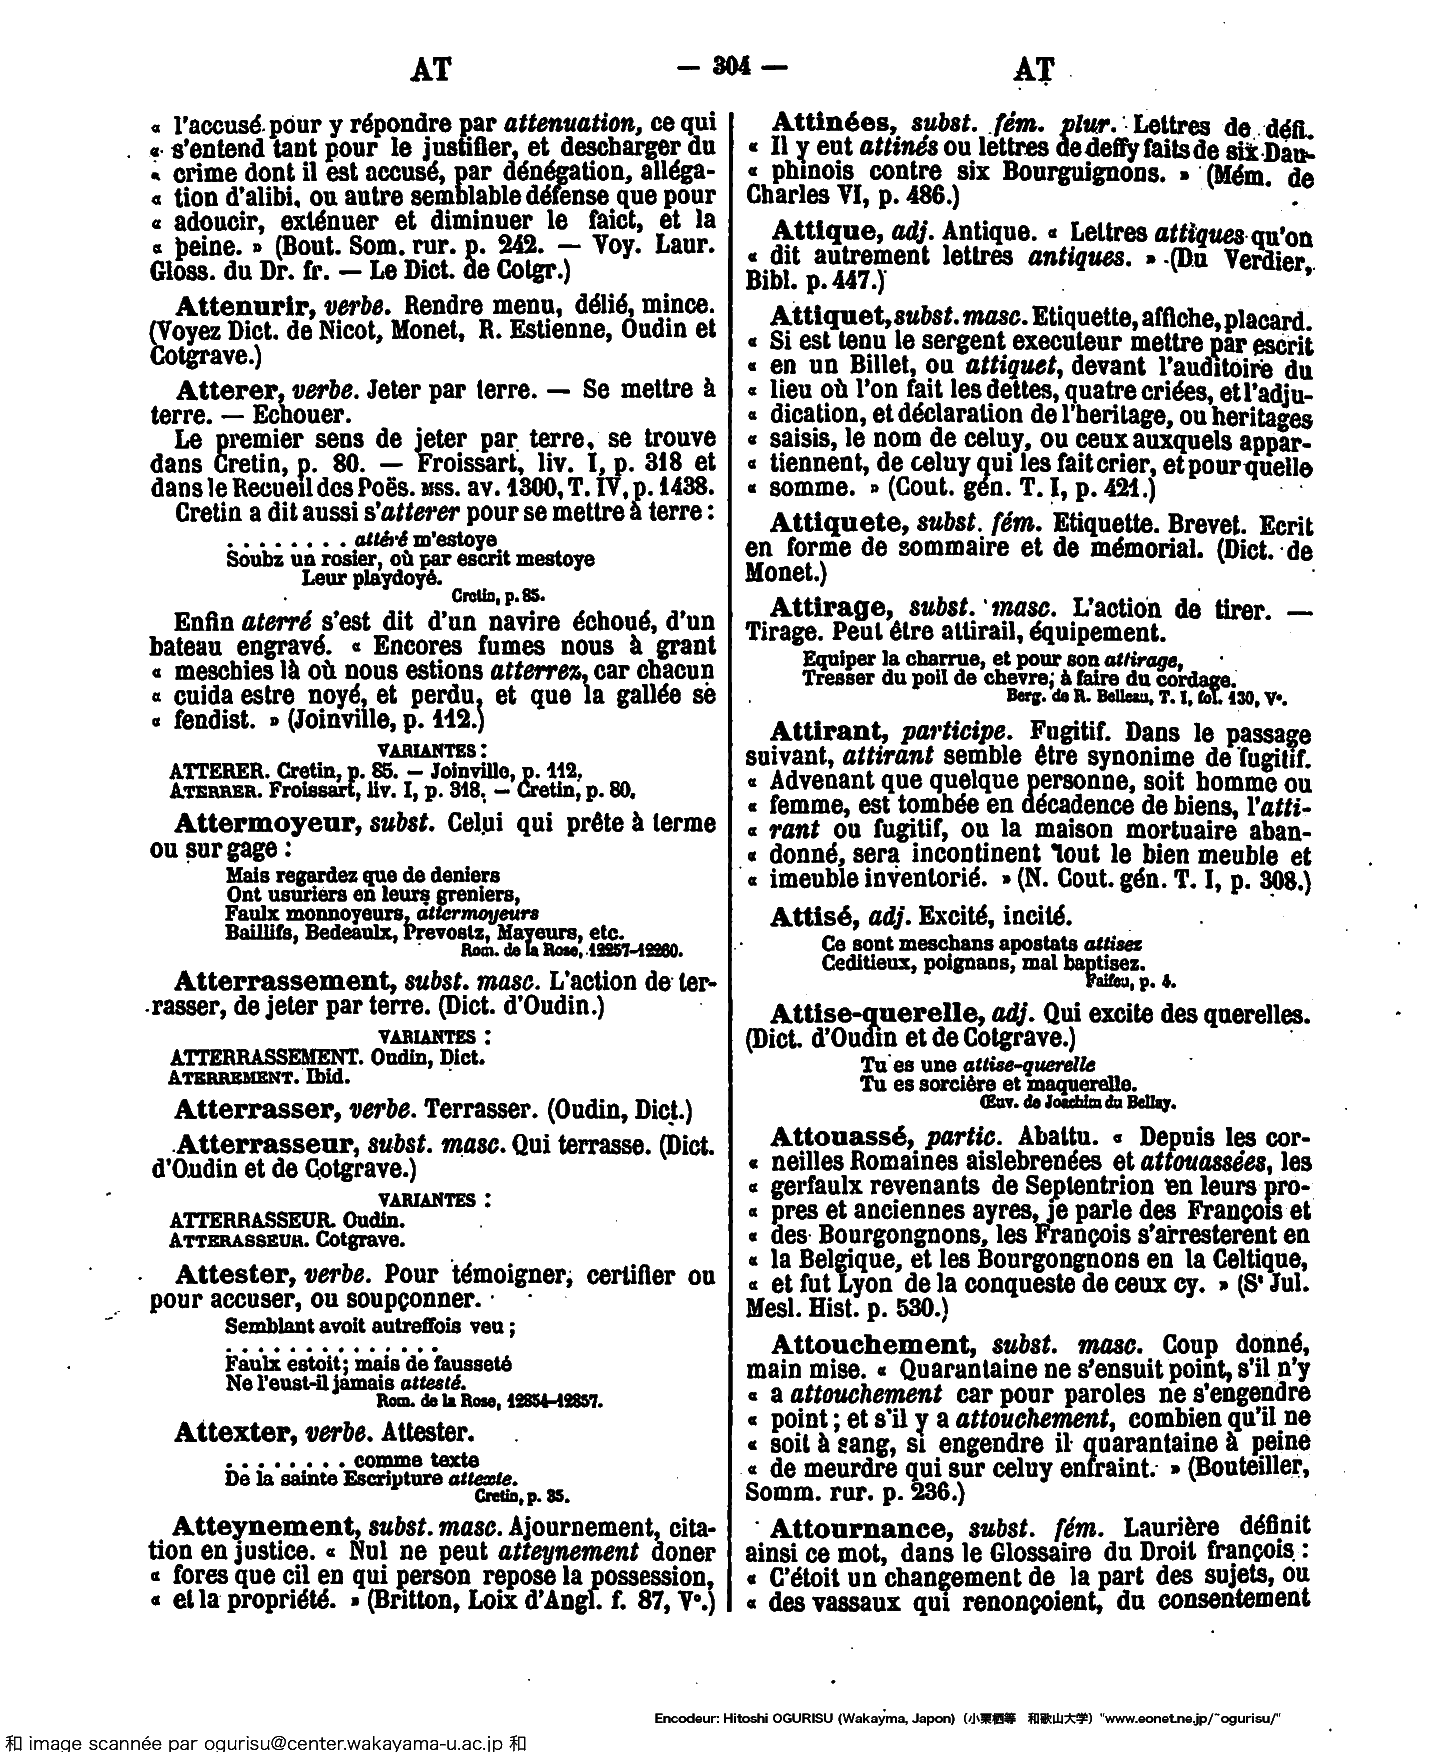 AT — 304 — AT
« l'accusé pour y répondre par attenuation, ce qui
« s'entend tant pour le justifier, et descharger du
« crime dont il est accusé, par dénégation, alléga-
« tion d'alibi, ou autre semblable défense que pour
« adoucir, exténuer et diminuer le faict, et la
« peine. » (Bout. Som. rur. p. 242. — Voy. Laur.
Gloss. du Dr. fr. — Le Dict. de Cotgr.)
Attenurir, verbe. Rendre menu, délié, mince.
(Voyez Dict. de Nicot, Monet, R. Estienne, Oudin et
Cotgrave.)
Atterer, verbe. Jeter par terre. — Se mettre à
terre. — Echouer.
Le premier sens de jeter par terre, se trouve
dans Cretin, p. 80. — Froissart, liv. I, p. 318 et
dans le Recueil des Poës. MSS. av. 1300, T. IV, p. 1438.
Cretin a dit aussi s'atterer pour se mettre à terre :
. . . . . . . . attéré m'estoye
Soubz un rosier, où par escrit mestoye
Leur playdoyé.
Cretin, p. 85.
Enfin aterré s'est dit d'un navire échoué, d'un
bateau engravé. « Encores fumes nous à grant
« meschies là où nous estions atterrez, car chacun
« cuida estre noyé, et perdu, et que la gallée se
« fendist. » (Joinville, p. 112.)
VARIANTES :
ATTERER. Cretin, p. 85. — Joinville, p. 112.
ATERRER. Froissart, liv. I, p. 318. — Cretin, p. 80.
Attermoyeur, subst. Celui qui prête à terme
ou sur gage :
Mais regardez que de deniers
Ont usuriers en leurs greniers,
Faulx monnoyeurs, attermoyeurs
Baillifs, Bedeaulx, Prevostz, Mayeurs, etc.
Rom. de la Rose, 12257-12260.
Atterrassement, subst. masc. L'action de ter-
rasser, de jeter par terre. (Dict. d'Oudin.)
VARIANTES :
ATTERRASSEMENT. Oudin, Dict.
ATERREMENT. Ibid.
Atterrasser, verbe. Terrasser. (Oudin, Dict.)
Atterrasseur, subst. masc. Qui terrasse. (Dict.
d'Oudin et de Cotgrave.)
VARIANTES :
ATTERRASSEUR. Oudin.
ATTERASSEUR. Cotgrave.
Attester, verbe. Pour témoigner, certifier ou
pour accuser, ou soupçonner.
Semblant avoit autreffois veu ;
. . . . . . . . . . . . . .
Faulx estoit ; mais de fausseté
Ne l'eust-il jamais attesté.
Rom. de la Rose, 12854-12857.
Attexter, verbe. Attester.
. . . . . . . . comme texte
De la sainte Escripture attexte.
Cretin, p. 35.
Atteynement, subst. masc. Ajournement, cita-
tion en justice. « Nul ne peut atteynement doner
« fores que cil en qui person repose la possession,
« et la propriété. » (Britton, Loix d'Angl. f. 87, V°.)
Attinées, subst. fém. plur. Lettres de défi.
« Il y eut attinés ou lettres de deffy faits de six Dau-
« phinois contre six Bourguignons. » (Mém. de
Charles VI, p. 486.)
Attique, adj. Antique. « Lettres attiques qu'on
« dit autrement lettres antiques. » (Du Verdier,
Bibl. p. 447.)
Attiquet, subst. masc. Etiquette, affiche, placard.
« Si est tenu le sergent executeur mettre par escrit
« en un Billet, ou attiquet, devant l'auditoire du
« lieu où l'on fait les dettes, quatre criées, et l'adju-
« dication, et déclaration de l'heritage, ou heritages
« saisis, le nom de celuy, ou ceux auxquels appar-
« tiennent, de celuy qui les fait crier, et pour quelle
« somme. » (Cout. gén. T. I, p. 421.)
Attiquete, subst. fém. Etiquette. Brevet. Ecrit
en forme de sommaire et de mémorial. (Dict. de
Monet.)
Attirage, subst. masc. L'action de tirer. —
Tirage. Peut être attirail, équipement.
Equiper la charrue, et pour son attirage,
Tresser du poil de chevre ; à faire du cordage.
Berg. de R. Belleau, T. I, fol. 130, V°.
Attirant, participe. Fugitif. Dans le passage
suivant, attirant semble être synonime de fugitif.
« Advenant que quelque personne, soit homme ou
« femme, est tombée en décadence de biens, l'atti-
« rant ou fugitif, ou la maison mortuaire aban-
« donné, sera incontinent tout le bien meuble et
« imeuble inventorié. » (N. Cout. gén. T. I, p. 308.)
Attisé, adj. Excité, incité.
Ce sont meschans apostats attisez
Ceditieux, poignans, mal baptisez.
Faifeu, p. 4.
Attise-querelle, adj. Qui excite des querelles.
(Dict. d'Oudin et de Cotgrave.)
Tu es une attise-querelle
Tu es sorcière et maquerelle.
Œuv. de Joachim du Bellay.
Attouassé, partic. Abattu. « Depuis les cor-
« neilles Romaines aislebrenées et attouassées, les
« gerfaulx revenants de Septentrion en leurs pro-
« pres et anciennes ayres, je parle des François et
« des Bourgongnons, les François s'arresterent en
« la Belgique, et les Bourgongnons en la Celtique,
« et fut Lyon de la conqueste de ceux cy. » (St Jul.
Mesl. Hist. p. 530.)
Attouchement, subst. masc. Coup donné,
main mise. « Quarantaine ne s'ensuit point, s'il n'y
« a attouchement car pour paroles ne s'engendre
« point ; et s'il y a attouchement, combien qu'il ne
« soit à sang, si engendre il quarantaine à peine
« de meurdre qui sur celuy enfraint. » (Bouteiller,
Somm. rur. p. 236.)
Attournance, subst. fém. Laurière définit
ainsi ce mot, dans le Glossaire du Droit françois :
« C'étoit un changement de la part des sujets, ou
« des vassaux qui renonçoient, du consentement
Encodeur: Hitoshi OGURISU (Wakayma, Japon) (小栗栖等 和歌山大学) "www.eonet.ne.jp/~ogurisu/"
和 image scannée par ogurisu@center.wakayama-u.ac.jp 和